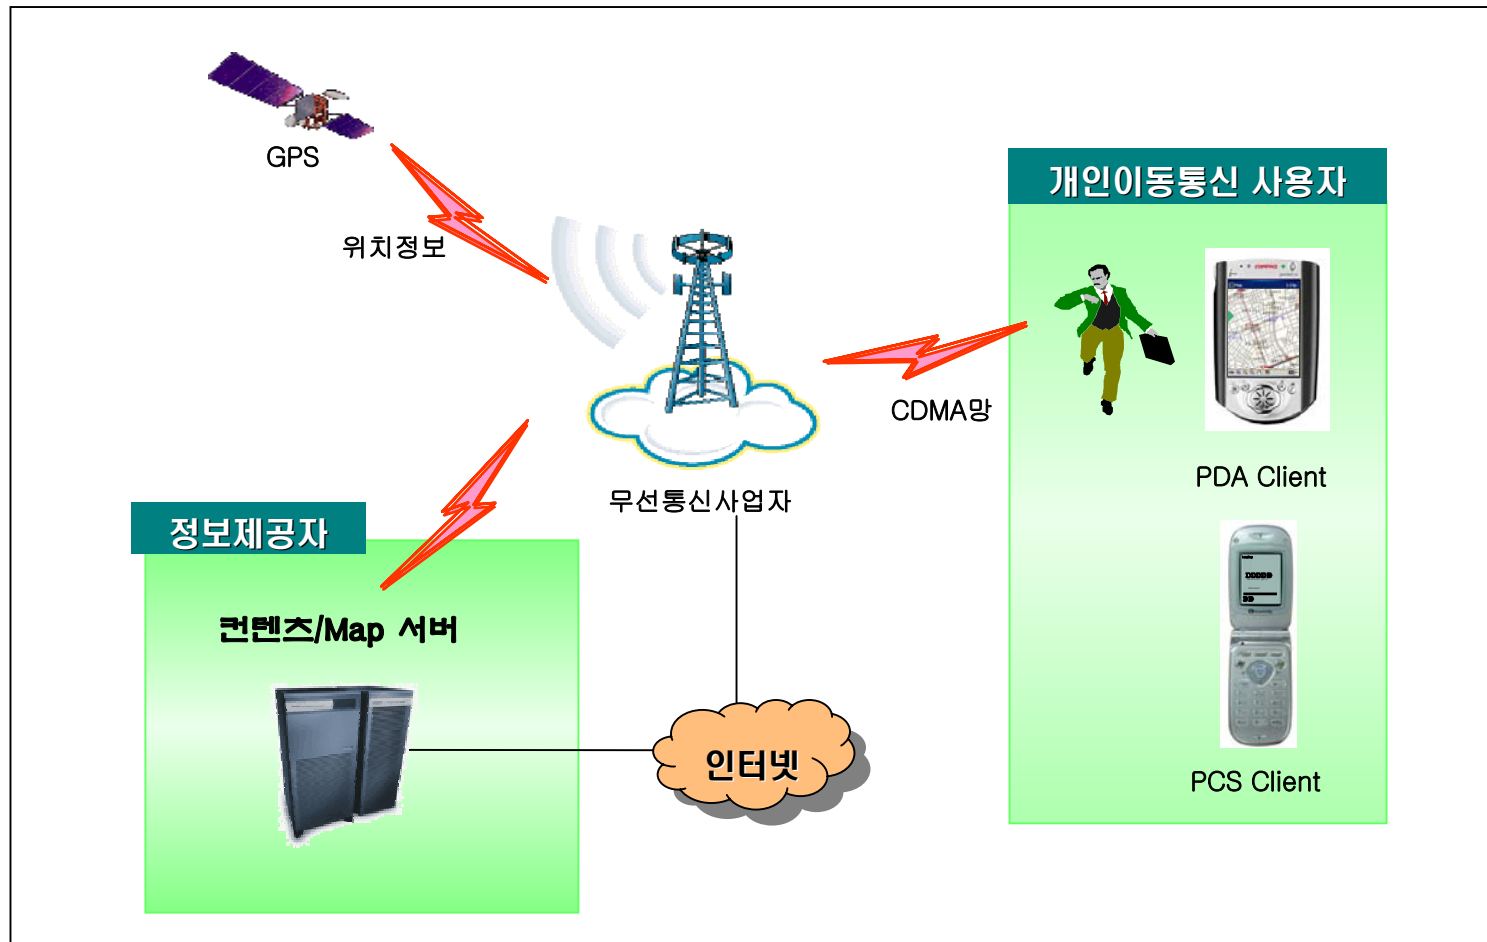 GPS
위치정보
개인이동통신 사용자
CDMA망
PDA Client
무선통신사업자
정보제공자
컨텐츠/Map 서버
인터넷
PCS Client